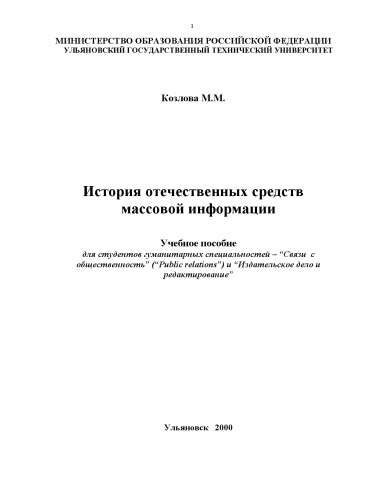 1
МИНИСТЕРСТВО ОБРАЗОВАНИЯ РОССИЙСКОЙ ФЕДЕРАЦИИ
УЛЬЯНОВСКИЙ ГОСУДАРСТВЕННЫЙ ТЕХНИЧЕСКИЙ УНИВЕРСИТЕТ
Козлова М.М.
История отечественных средств
массовой информации
Учебное пособие
для студентов гуманитарных специальностей – “Связи с
общественность” (“Public relations”) и “Издательское дело и
редактирование”
Ульяновск 2000